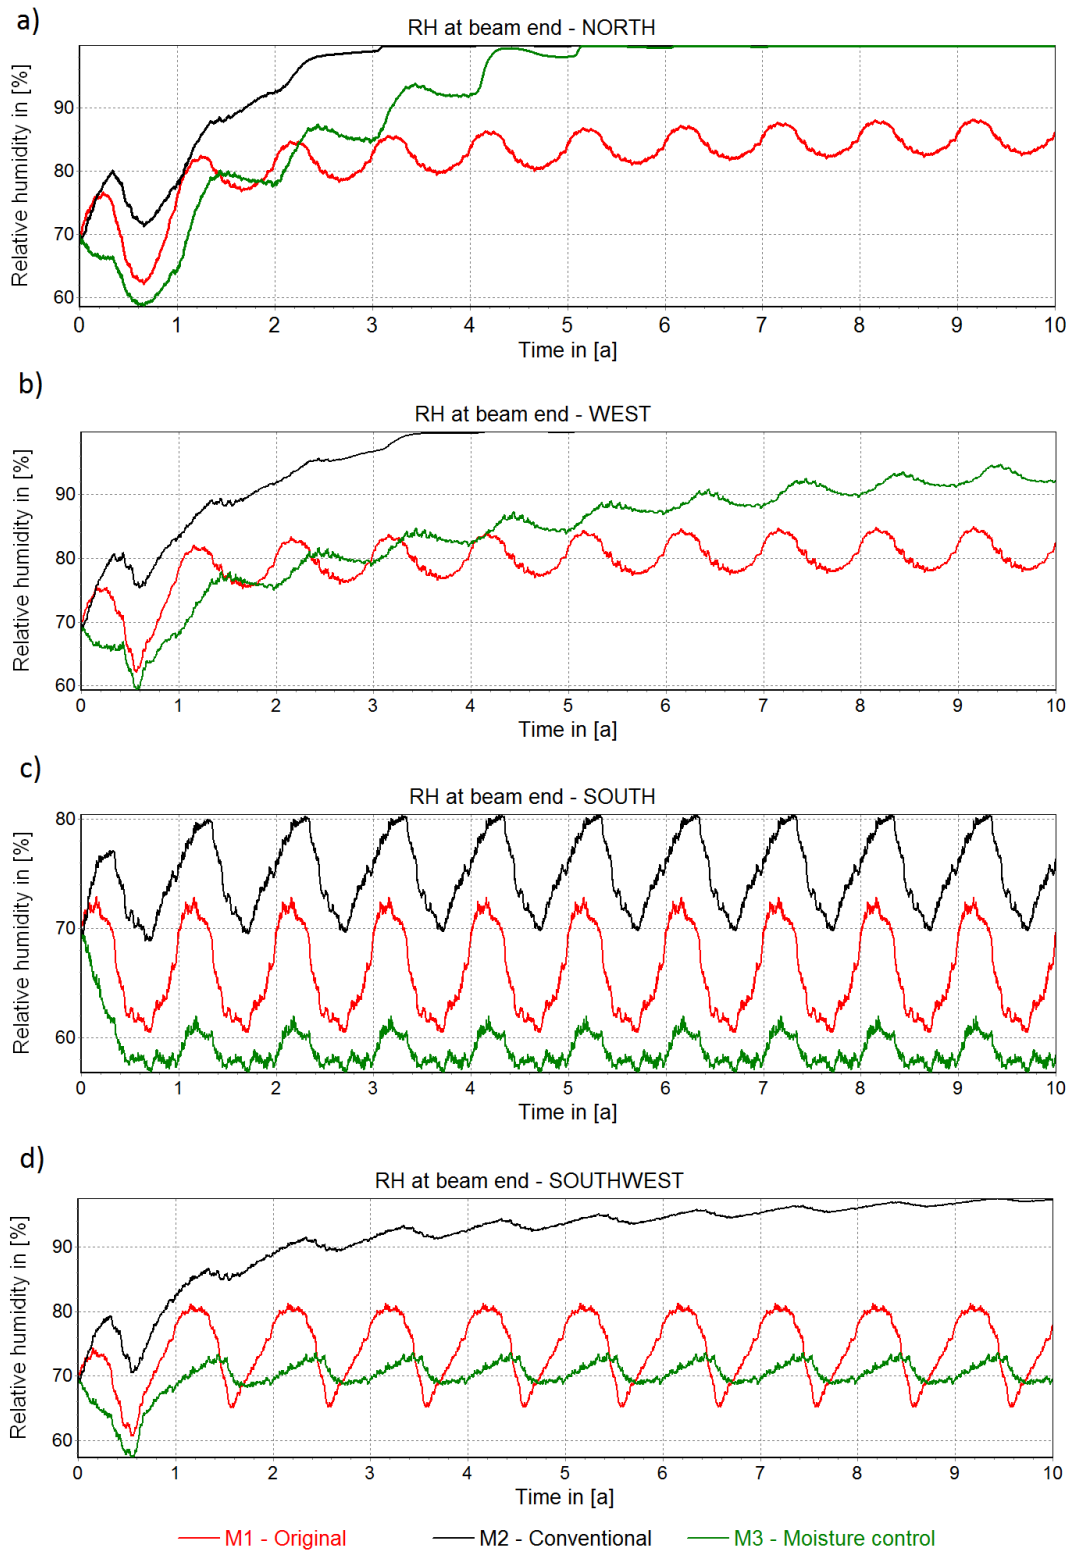 a)
RH at beam end - NORTH
Relative humidity in [%]
90
80
70
60
0 1 2 3 4 5 6 7 8 9 10
Time in [a]
b)
RH at beam end - WEST
Relative humidity in [%]
90
80
70
60
0 1 2 3 4 5 6 7 8 9 10
Time in [a]
c)
RH at beam end - SOUTH
Relative humidity in [%]
80
70
60
0 1 2 3 4 5 6 7 8 9 10
Time in [a]
d)
RH at beam end - SOUTHWEST
Relative humidity in [%]
90
80
70
60
0 1 2 3 4 5 6 7 8 9 10
Time in [a]
M1 - Original M2 - Conventional M3 - Moisture control